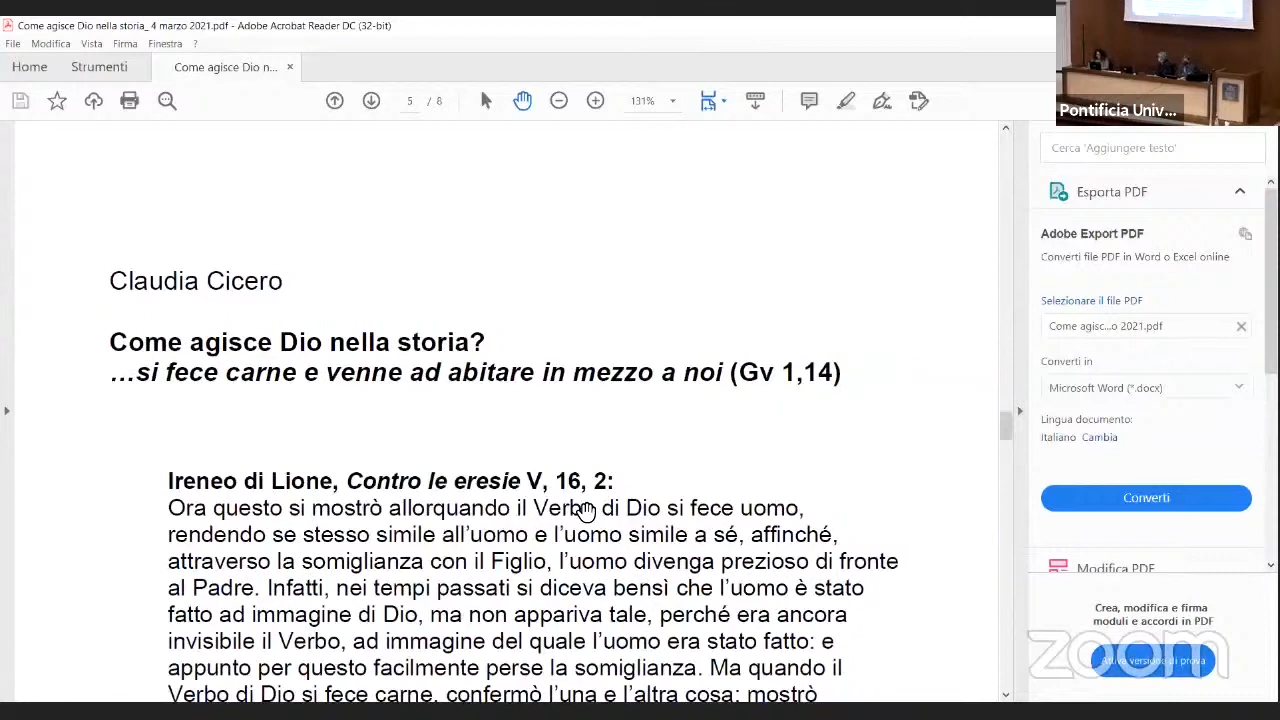 Come agisce Dio nella storia_ 4 marzo 2021.pdf - Adobe Acrobat Reader DC (32-bit)
File Modifica Vista Firma Finestra ?
Home Strumenti Come agisce Dio n... ×
5 / 8 131%
Pontificia Univ...
Cerca 'Aggiungere testo'
Esporta PDF
Adobe Export PDF
Converti file PDF in Word o Excel online
Selezionare il file PDF
Come agisc...o 2021.pdf
Converti in
Microsoft Word (*.docx)
Lingua documento:
Italiano Cambia
Converti
Modifica PDF
Crea, modifica e firma
moduli e accordi in PDF
Attiva versione di prova
zoom
Claudia Cicero
Come agisce Dio nella storia?
…si fece carne e venne ad abitare in mezzo a noi (Gv 1,14)
Ireneo di Lione, Contro le eresie V, 16, 2:
Ora questo si mostrò allorquando il Verbo di Dio si fece uomo,
rendendo se stesso simile all’uomo e l’uomo simile a sé, affinché,
attraverso la somiglianza con il Figlio, l’uomo divenga prezioso di fronte
al Padre. Infatti, nei tempi passati si diceva bensì che l’uomo è stato
fatto ad immagine di Dio, ma non appariva tale, perché era ancora
invisibile il Verbo, ad immagine del quale l’uomo era stato fatto: e
appunto per questo facilmente perse la somiglianza. Ma quando il
Verbo di Dio si fece carne, confermò l’una e l’altra cosa: mostrò